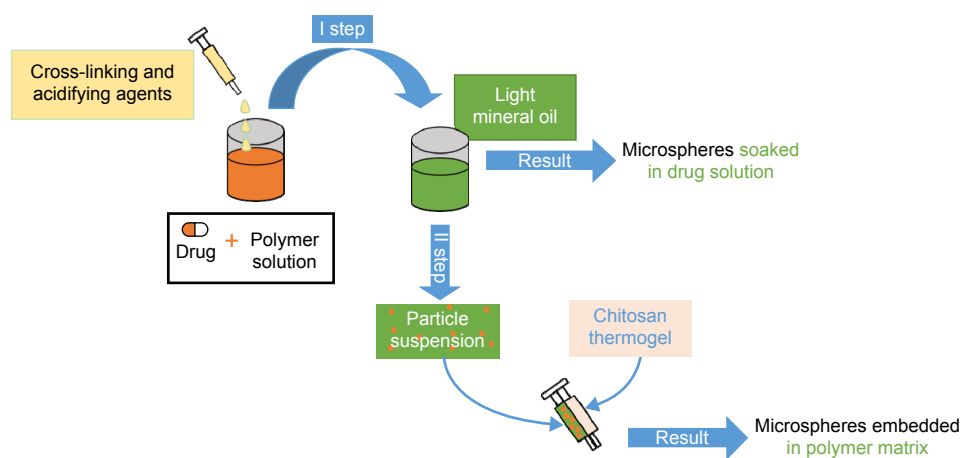 I step
Cross-linking and
acidifying agents
Light
mineral oil
Result
Microspheres soaked
in drug solution
Drug
+
Polymer
solution
II step
Particle
suspension
Chitosan
thermogel
Result
Microspheres embedded
in polymer matrix